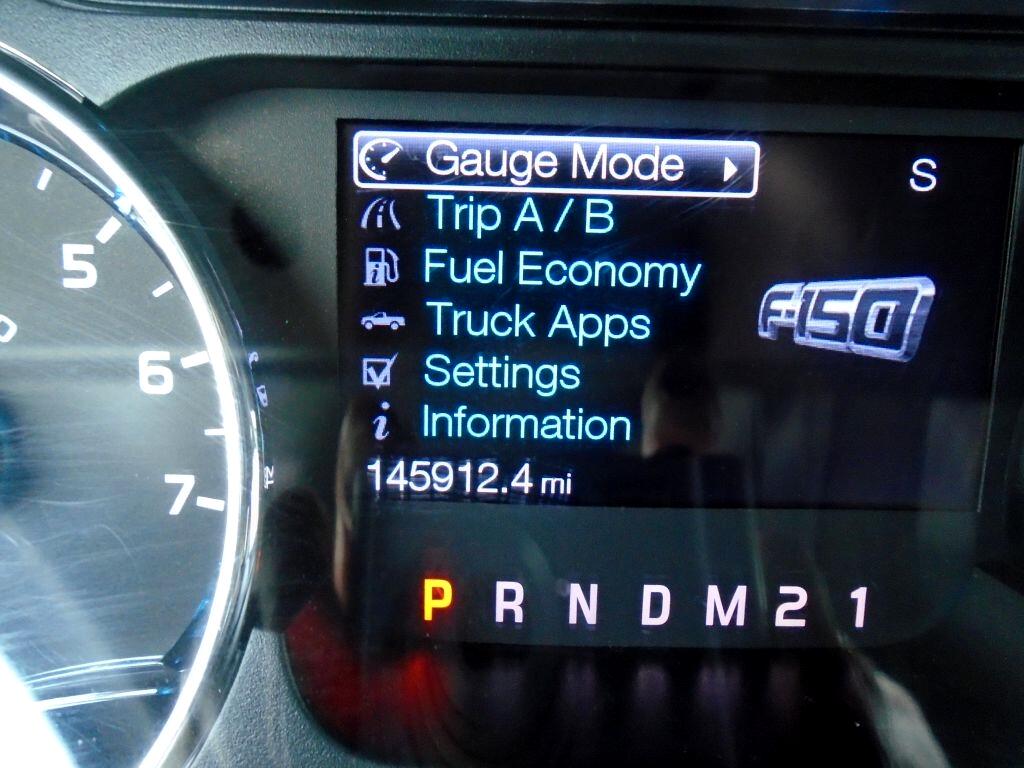 Gauge Mode
S
Trip A / B
Fuel Economy
F-150
Truck Apps
Settings
Information
145912.4 mi
P R N D M 2 1
5
6
7